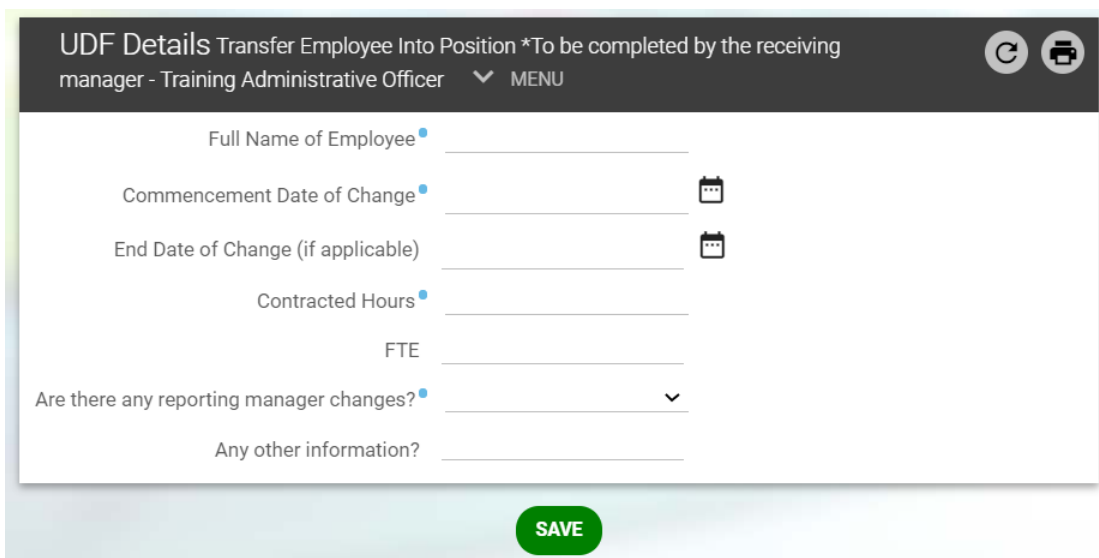 UDF Details Transfer Employee Into Position *To be completed by the receiving
manager - Training Administrative Officer MENU
Full Name of Employee
Commencement Date of Change
End Date of Change (if applicable)
Contracted Hours
FTE
Are there any reporting manager changes?
Any other information?
SAVE